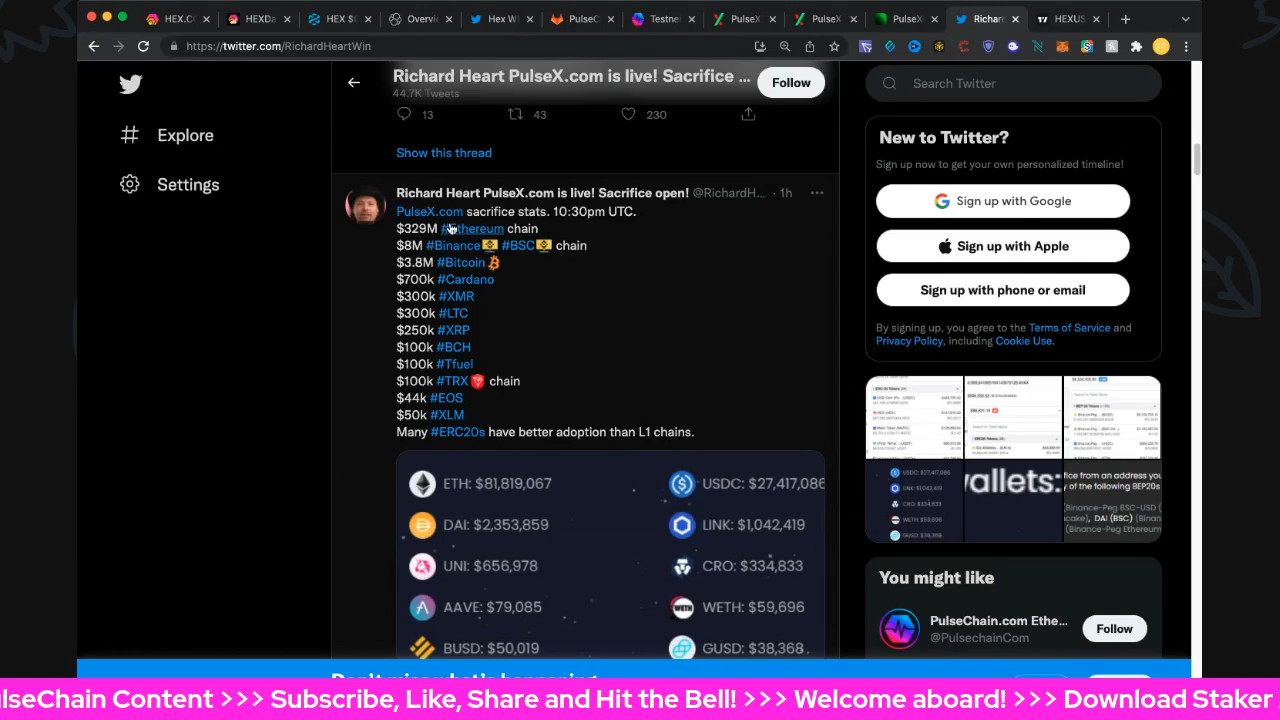 HEX.C
HEXDa
HEX $
Overvi
Hex W
PulseC
Testne
PulseX
PulseX
PulseX
Richar
HEXUS
https://twitter.com/RichardHeartWin
Richard Heart PulseX.com is live! Sacrifice ...
44.7K Tweets
Follow
Search Twitter
Explore
Settings
13
43
230
Show this thread
Richard Heart PulseX.com is live! Sacrifice open! @RichardH... · 1h
PulseX.com sacrifice stats. 10:30pm UTC.
$329M #Ethereum chain
$8M #Binance #BSC chain
$3.8M #Bitcoin
$700k #Cardano
$300k #XMR
$300k #LTC
$250k #XRP
$100k #BCH
$100k #Tfuel
$100k #TRX chain
$44k #EOS
#XLM
have better adoption than L1 chains.
ETH: $81,819,067
USDC: $27,417,086
DAI: $2,353,859
LINK: $1,042,419
UNI: $656,978
CRO: $334,833
AAVE: $79,085
WETH: $59,696
BUSD: $50,019
GUSD: $38,368
New to Twitter?
Sign up now to get your own personalized timeline!
Sign up with Google
Sign up with Apple
Sign up with phone or email
By signing up, you agree to the Terms of Service and
Privacy Policy, including Cookie Use.
wallets:
You might like
PulseChain.com Ethe...
@PulsechainCom
Follow
Don't miss what's happening
ulseChain Content >>> Subscribe, Like, Share and Hit the Bell! >>> Welcome aboard! >>> Download Staker